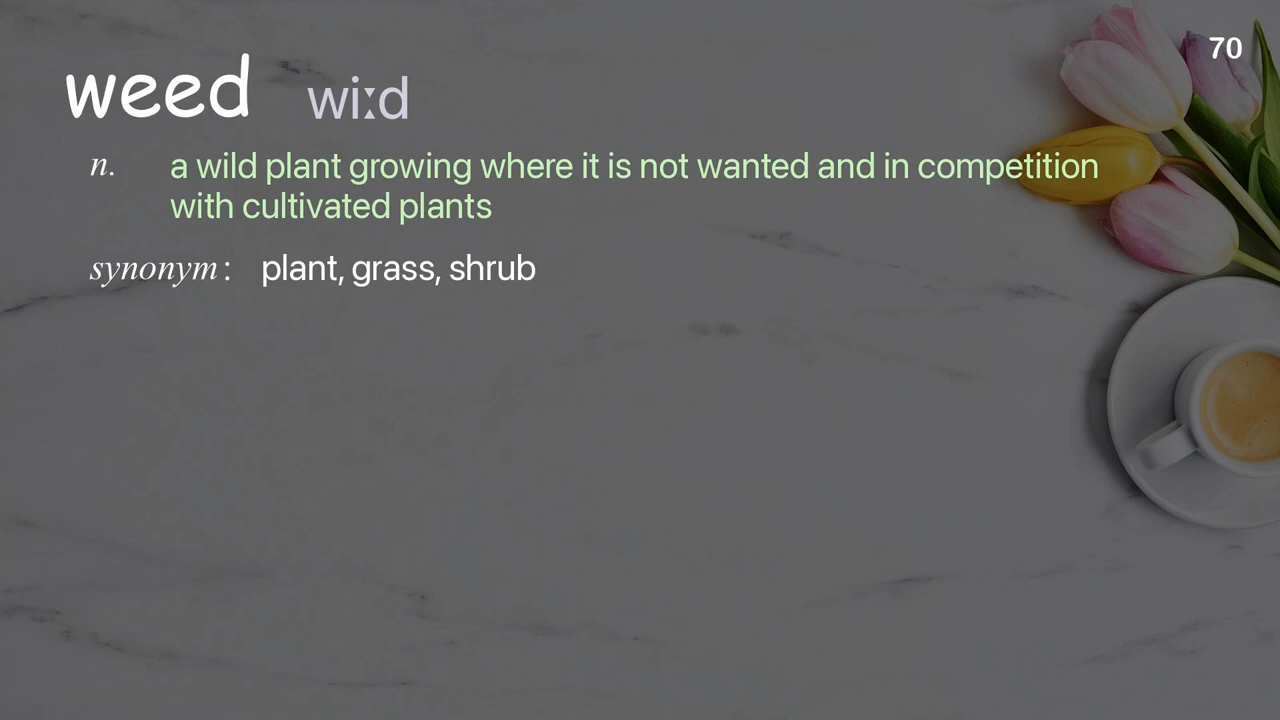 70
weed wiːd
n. a wild plant growing where it is not wanted and in competition
with cultivated plants
synonym: plant, grass, shrub